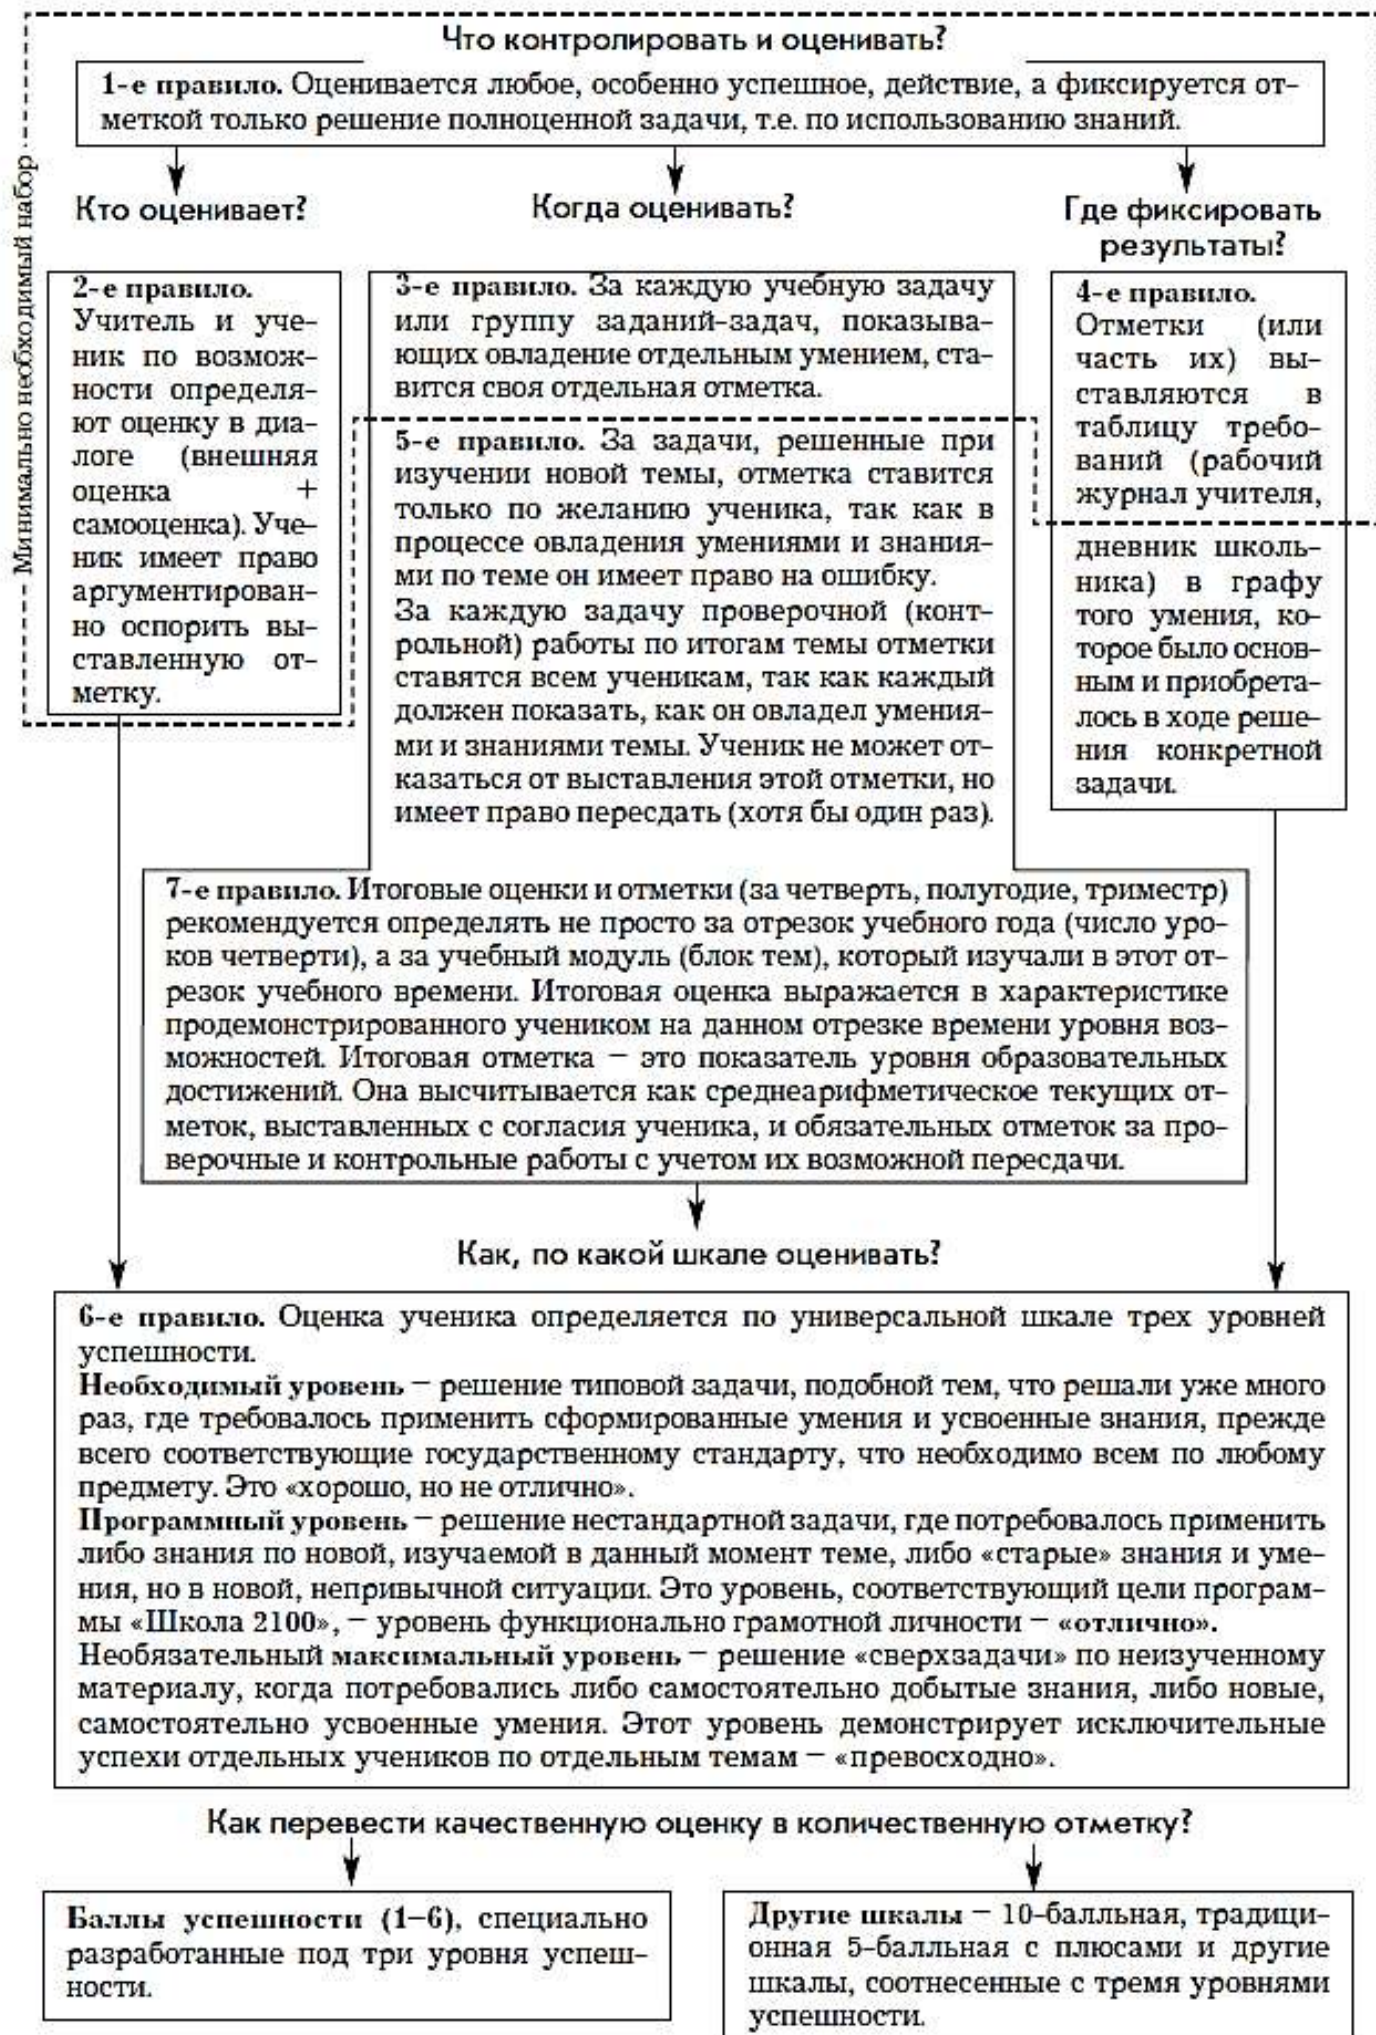 Что контролировать и оценивать?
1-е правило. Оценивается любое, особенно успешное, действие, а фиксируется от-
меткой только решение полноценной задачи, т.е. по использованию знаний.
Минимально необходимый набор
Кто оценивает?
Когда оценивать?
Где фиксировать
результаты?
2-е правило.
Учитель и уче-
ник по возмож-
ности определя-
ют оценку в диа-
логе (внешняя
оценка +
самооценка). Уче-
ник имеет право
аргументирован-
но оспорить вы-
ставленную от-
метку.
3-е правило. За каждую учебную задачу
или группу заданий-задач, показыва-
ющих овладение отдельным умением, ста-
вится своя отдельная отметка.
5-е правило. За задачи, решенные при
изучении новой темы, отметка ставится
только по желанию ученика, так как в
процессе овладения умениями и знания-
ми по теме он имеет право на ошибку.
За каждую задачу проверочной (конт-
рольной) работы по итогам темы отметки
ставятся всем ученикам, так как каждый
должен показать, как он овладел умения-
ми и знаниями темы. Ученик не может от-
казаться от выставления этой отметки, но
имеет право пересдать (хотя бы один раз).
4-е правило.
Отметки (или
часть их) вы-
ставляются в
таблицу требо-
ваний (рабочий
журнал учителя,
дневник школь-
ника) в графу
того умения, ко-
торое было основ-
ным и приобрета-
лось в ходе реше-
ния конкретной
задачи.
7-е правило. Итоговые оценки и отметки (за четверть, полугодие, триместр)
рекомендуется определять не просто за отрезок учебного года (число уро-
ков четверти), а за учебный модуль (блок тем), который изучали в этот от-
резок учебного времени. Итоговая оценка выражается в характеристике
продемонстрированного учеником на данном отрезке времени уровня воз-
можностей. Итоговая отметка – это показатель уровня образовательных
достижений. Она высчитывается как среднеарифметическое текущих от-
меток, выставленных с согласия ученика, и обязательных отметок за про-
верочные и контрольные работы с учетом их возможной пересдачи.
Как, по какой шкале оценивать?
6-е правило. Оценка ученика определяется по универсальной шкале трех уровней
успешности.
Необходимый уровень – решение типовой задачи, подобной тем, что решали уже много
раз, где требовалось применить сформированные умения и усвоенные знания, прежде
всего соответствующие государственному стандарту, что необходимо всем по любому
предмету. Это «хорошо, но не отлично».
Программный уровень – решение нестандартной задачи, где потребовалось применить
либо знания по новой, изучаемой в данный момент теме, либо «старые» знания и уме-
ния, но в новой, непривычной ситуации. Это уровень, соответствующий цели програм-
мы «Школа 2100», – уровень функционально грамотной личности – «отлично».
Необязательный максимальный уровень – решение «сверхзадачи» по неизученному
материалу, когда потребовались либо самостоятельно добытые знания, либо новые,
самостоятельно усвоенные умения. Этот уровень демонстрирует исключительные
успехи отдельных учеников по отдельным темам – «превосходно».
Как перевести качественную оценку в количественную отметку?
Баллы успешности (1–6), специально
разработанные под три уровня успеш-
ности.
Другие шкалы – 10-балльная, традици-
онная 5-балльная с плюсами и другие
шкалы, соотнесенные с тремя уровнями
успешности.